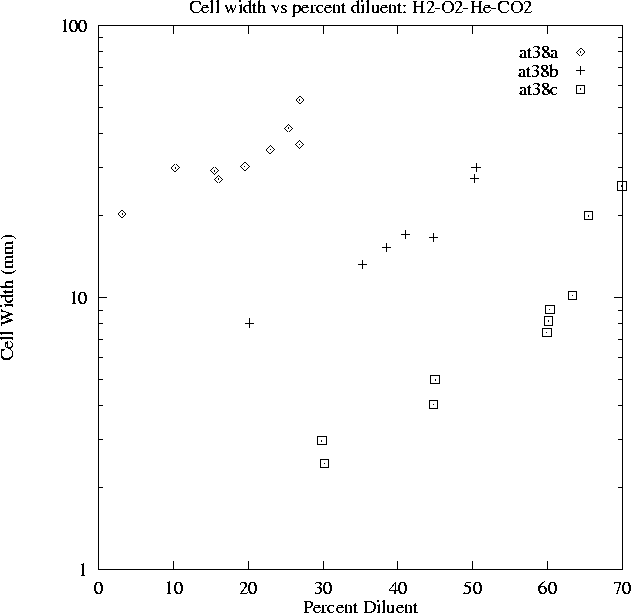 Cell width vs percent diluent: H2-O2-He-CO2
100
at38a
at38b
at38c
Cell Width (mm)
10
1
0 10 20 30 40 50 60 70
Percent Diluent